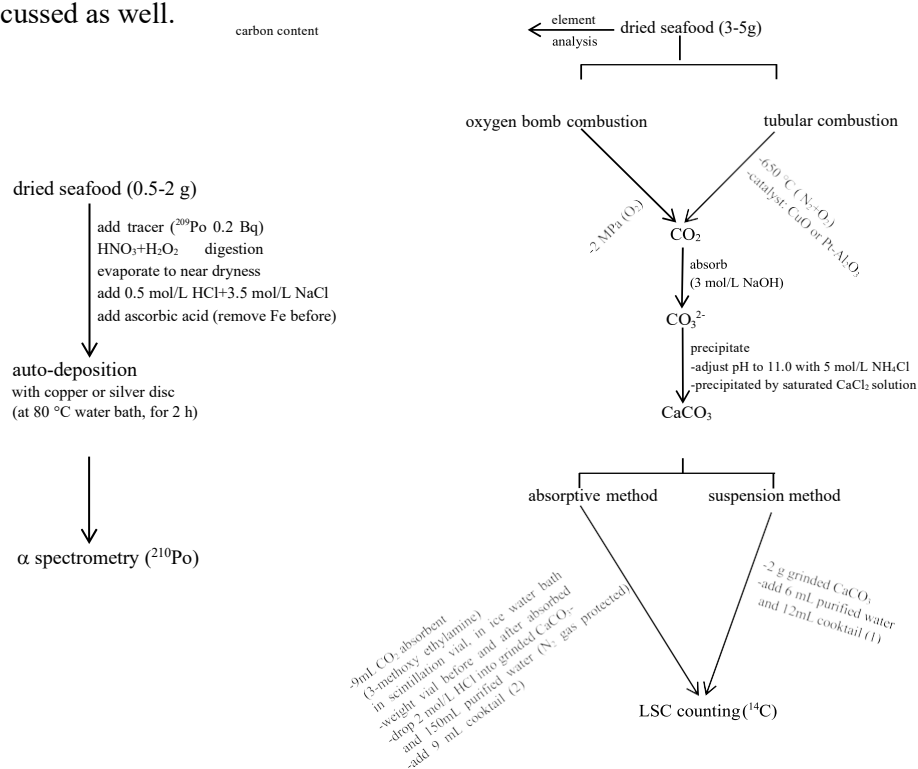 cussed as well.
carbon content
element
analysis
dried seafood (3-5g)
oxygen bomb combustion
tubular combustion
-2 MPa (O₂)
-650 °C ( N₂+O₂)
-catalyst: CuO or Pt-Al₂O₃
CO₂
absorb
(3 mol/L NaOH)
CO₃²⁻
precipitate
-adjust pH to 11.0 with 5 mol/L NH₄Cl
-precipitated by saturated CaCl₂ solution
CaCO₃
absorptive method
suspension method
-9mL CO₂ absorbent
(3-methoxy ethylamine)
in scintillation vial, in ice water bath
-weight vial before and after absorbed
-drop 2 mol/L HCl into grinded CaCO₃-
and 150mL purified water (N₂ gas protected)
-add 9 mL cooktail (2)
-2 g grinded CaCO₃
-add 6 mL purified water
and 12mL cooktail (1)
LSC counting(¹⁴C)
dried seafood (0.5-2 g)
add tracer (²⁰⁹Po 0.2 Bq)
HNO₃+H₂O₂ digestion
evaporate to near dryness
add 0.5 mol/L HCl+3.5 mol/L NaCl
add ascorbic acid (remove Fe before)
auto-deposition
with copper or silver disc
(at 80 °C water bath, for 2 h)
α spectrometry (²¹⁰Po)